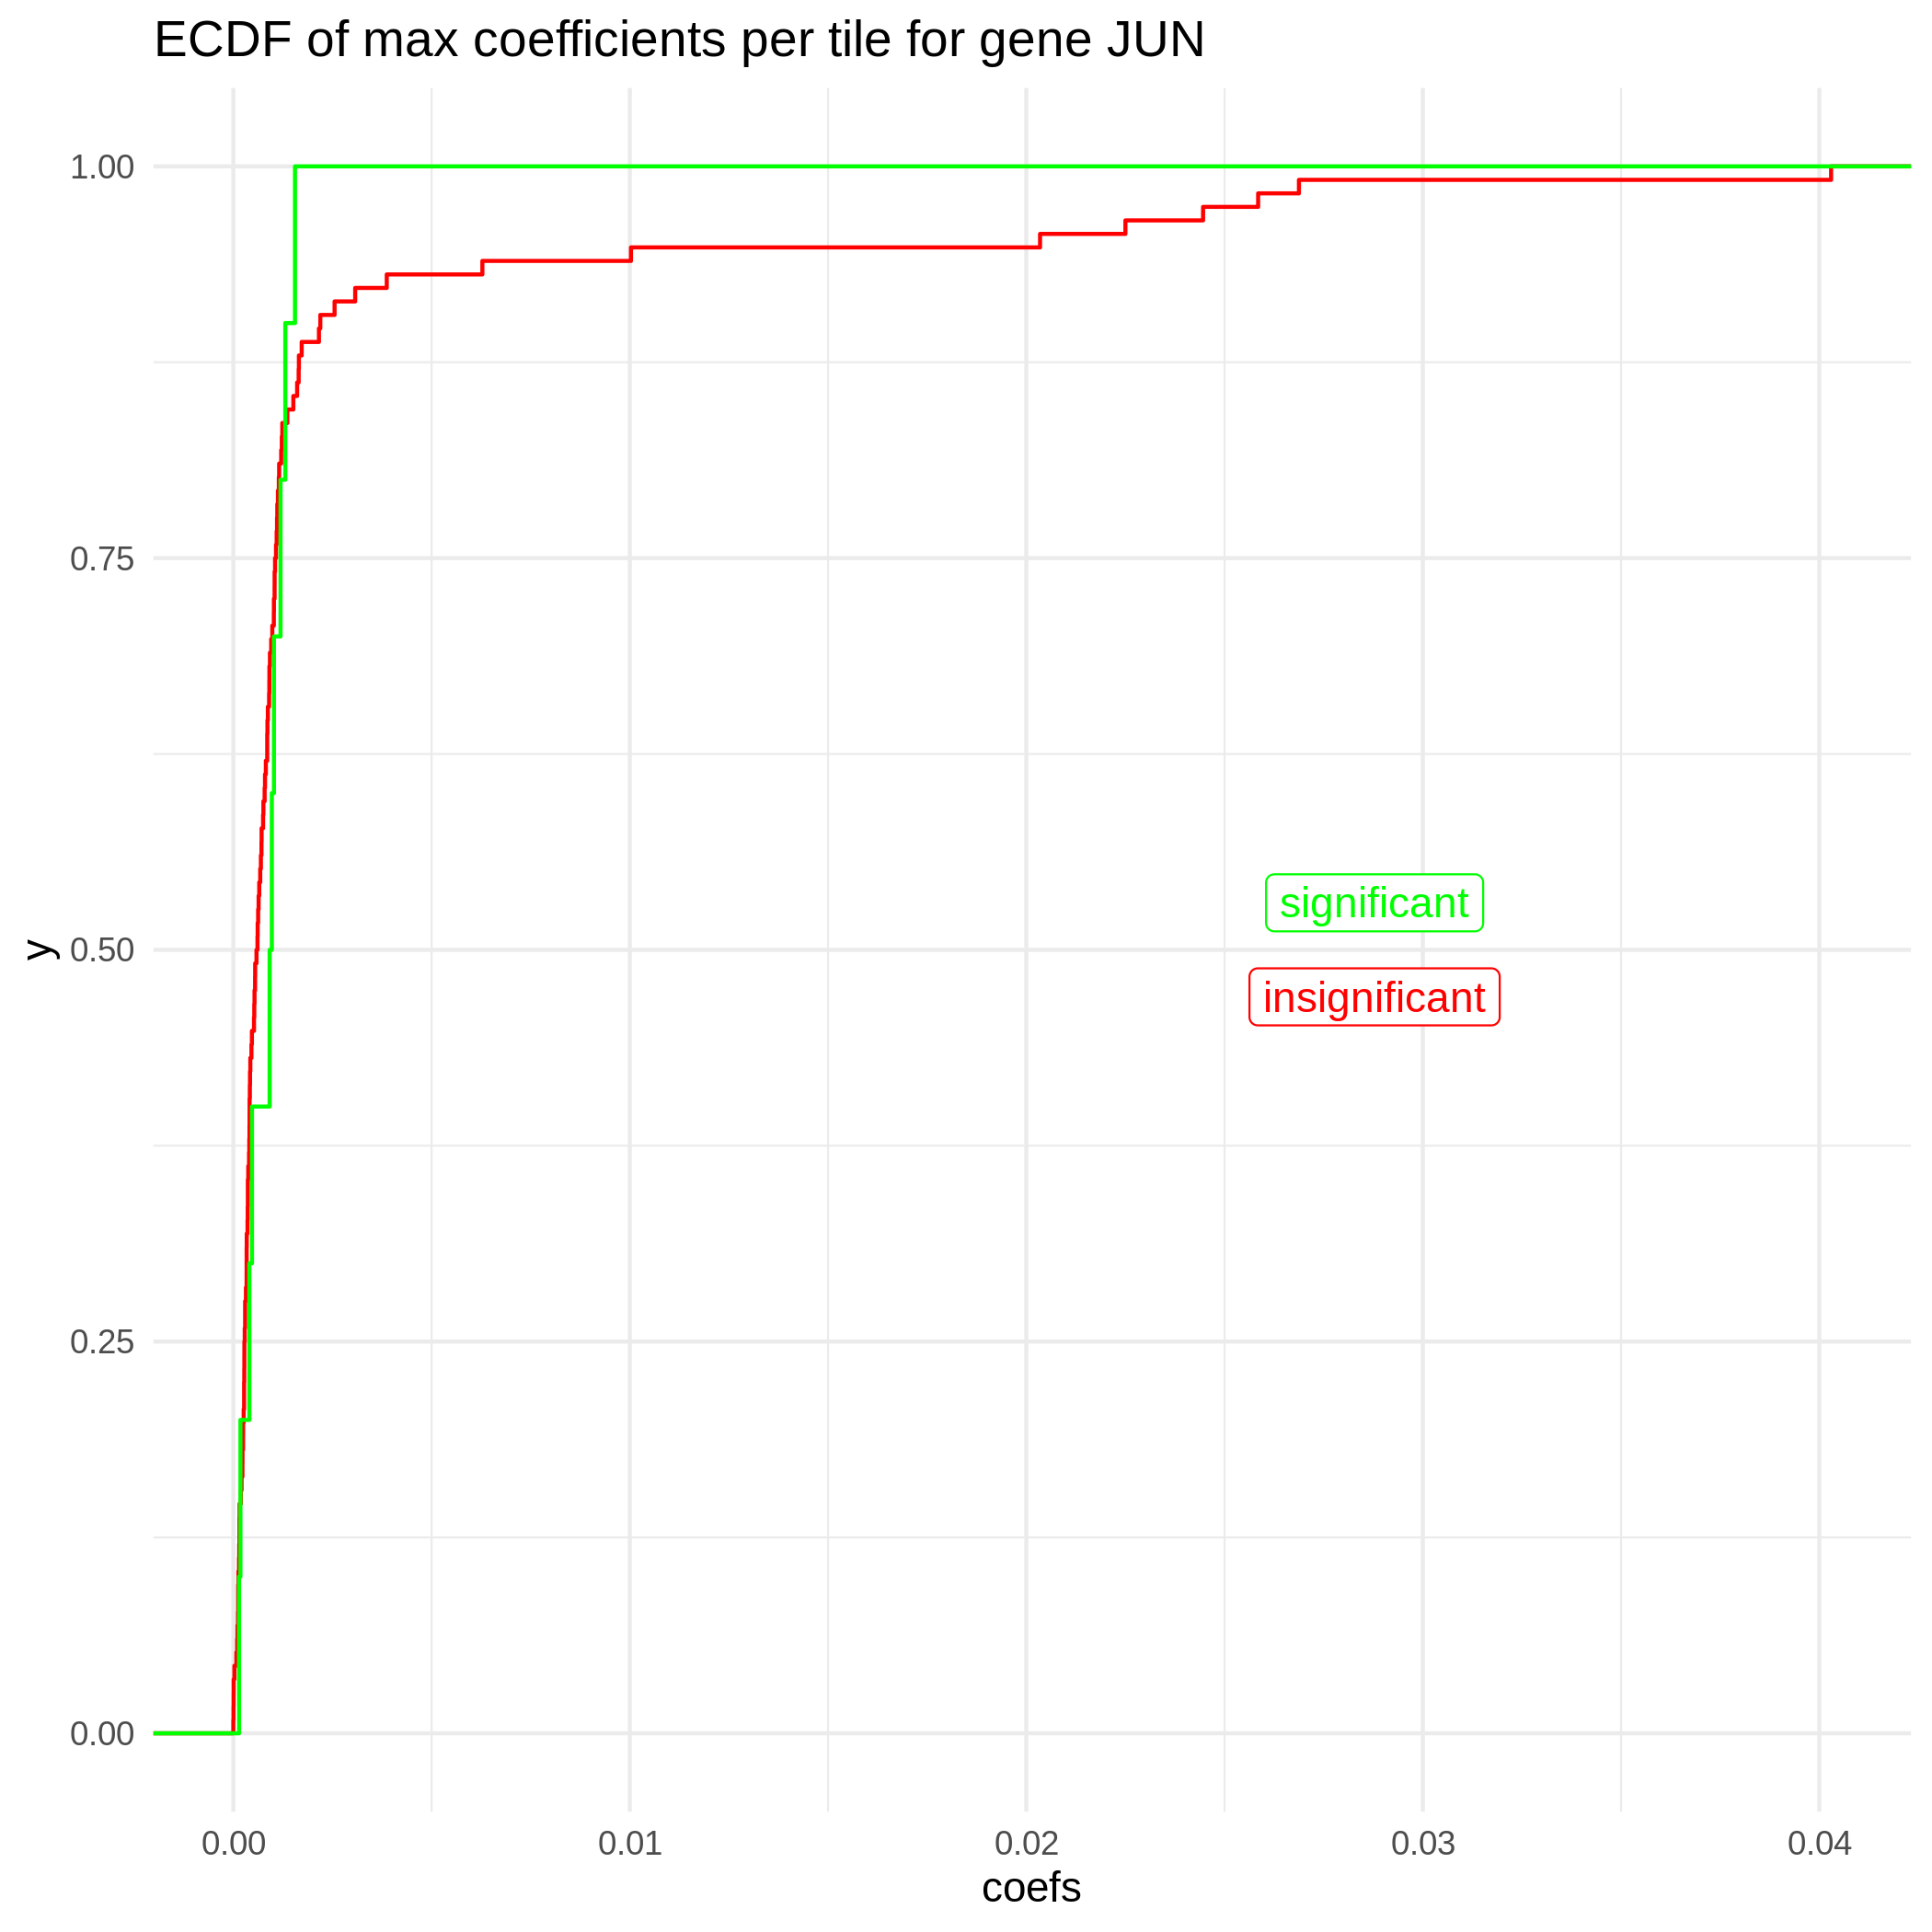 ECDF of max coefficients per tile for gene JUN
1.00
0.75
0.50
0.25
0.00
y
significant
insignificant
0.00 0.01 0.02 0.03 0.04
coefs